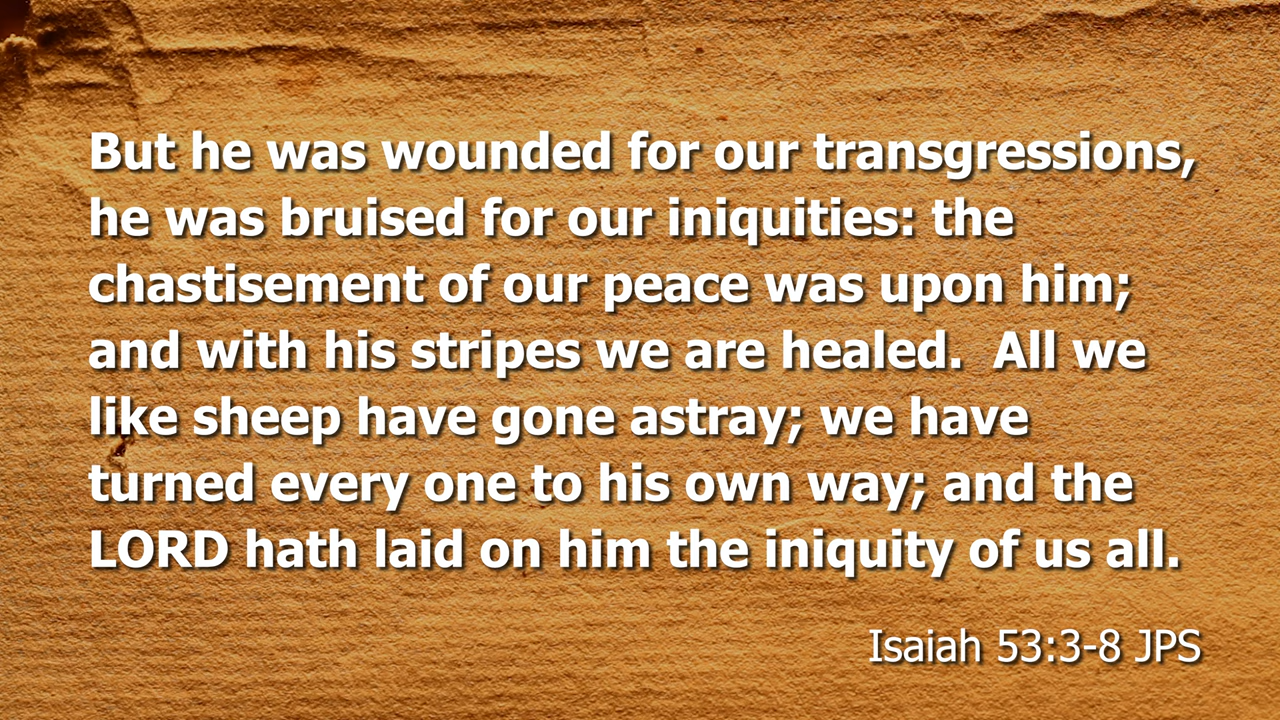 But he was wounded for our transgressions,
he was bruised for our iniquities: the
chastisement of our peace was upon him;
and with his stripes we are healed.  All we
like sheep have gone astray; we have
turned every one to his own way; and the
LORD hath laid on him the iniquity of us all.
Isaiah 53:3-8 JPS